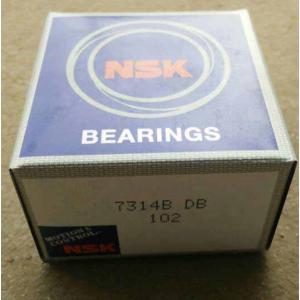 NSK
BEARINGS
7314B DB
102
MOTION &
CONTROL
NSK